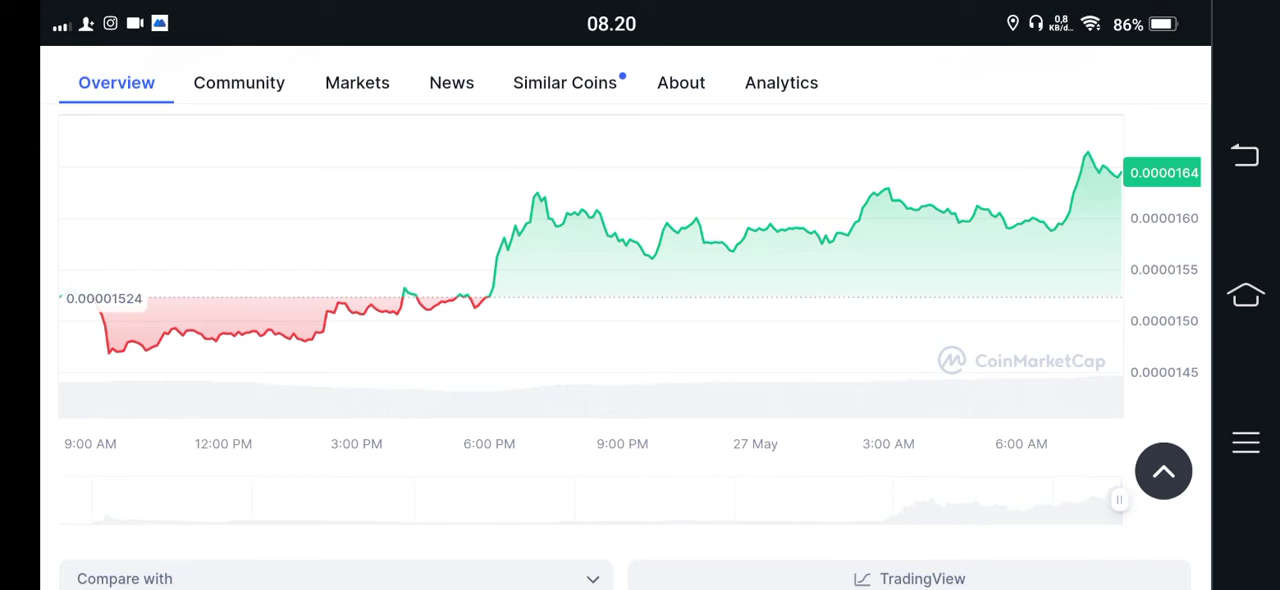 08.20
0,8
KB/d...
86%
Overview
Community
Markets
News
Similar Coins
About
Analytics
0.0000164
0.0000160
0.0000155
0.00001524
0.0000150
CoinMarketCap
0.0000145
9:00 AM
12:00 PM
3:00 PM
6:00 PM
9:00 PM
27 May
3:00 AM
6:00 AM
Compare with
TradingView